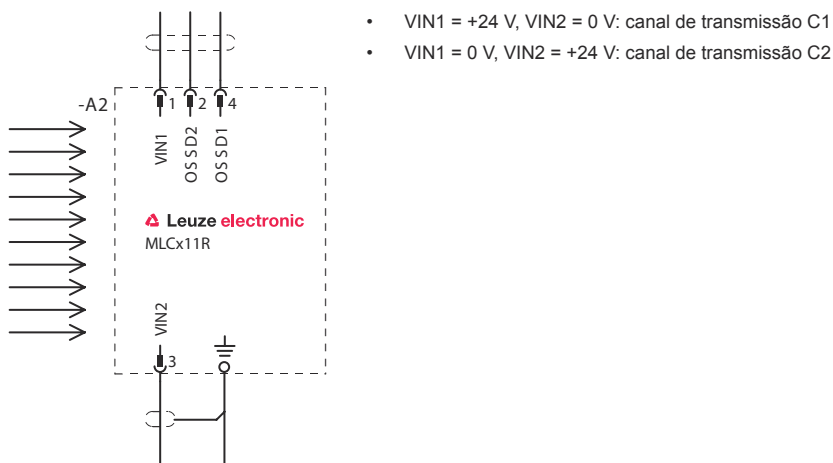 • VIN1 = +24 V, VIN2 = 0 V: canal de transmissão C1
• VIN1 = 0 V, VIN2 = +24 V: canal de transmissão C2
-A2
1 2 4
VIN1
OSSD2
OSSD1
Leuze electronic
MLCx11R
VIN2
3